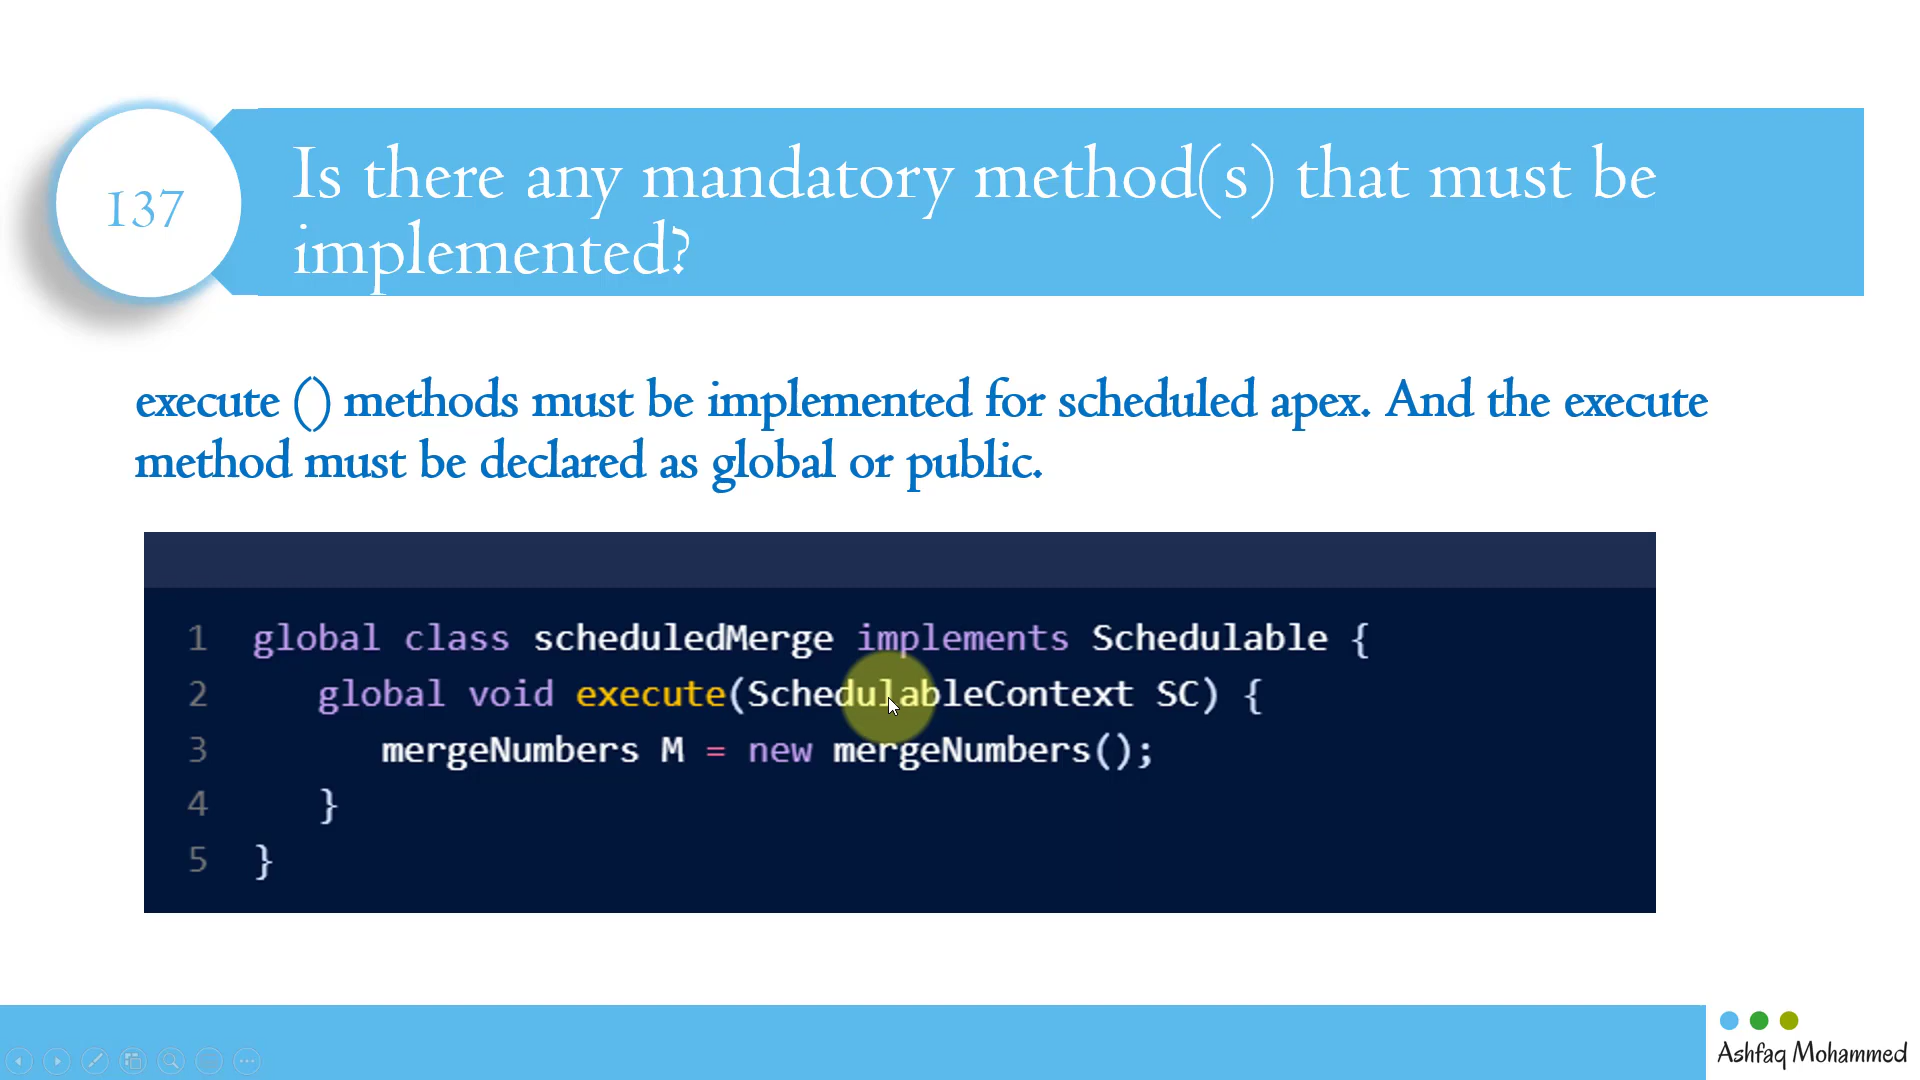 137
Is there any mandatory method(s) that must be
implemented?
execute () methods must be implemented for scheduled apex. And the execute
method must be declared as global or public.
1 global class scheduledMerge implements Schedulable {
2 global void execute(SchedulableContext SC) {
3 mergeNumbers M = new mergeNumbers();
4 }
5 }
Ashfaq Mohammed